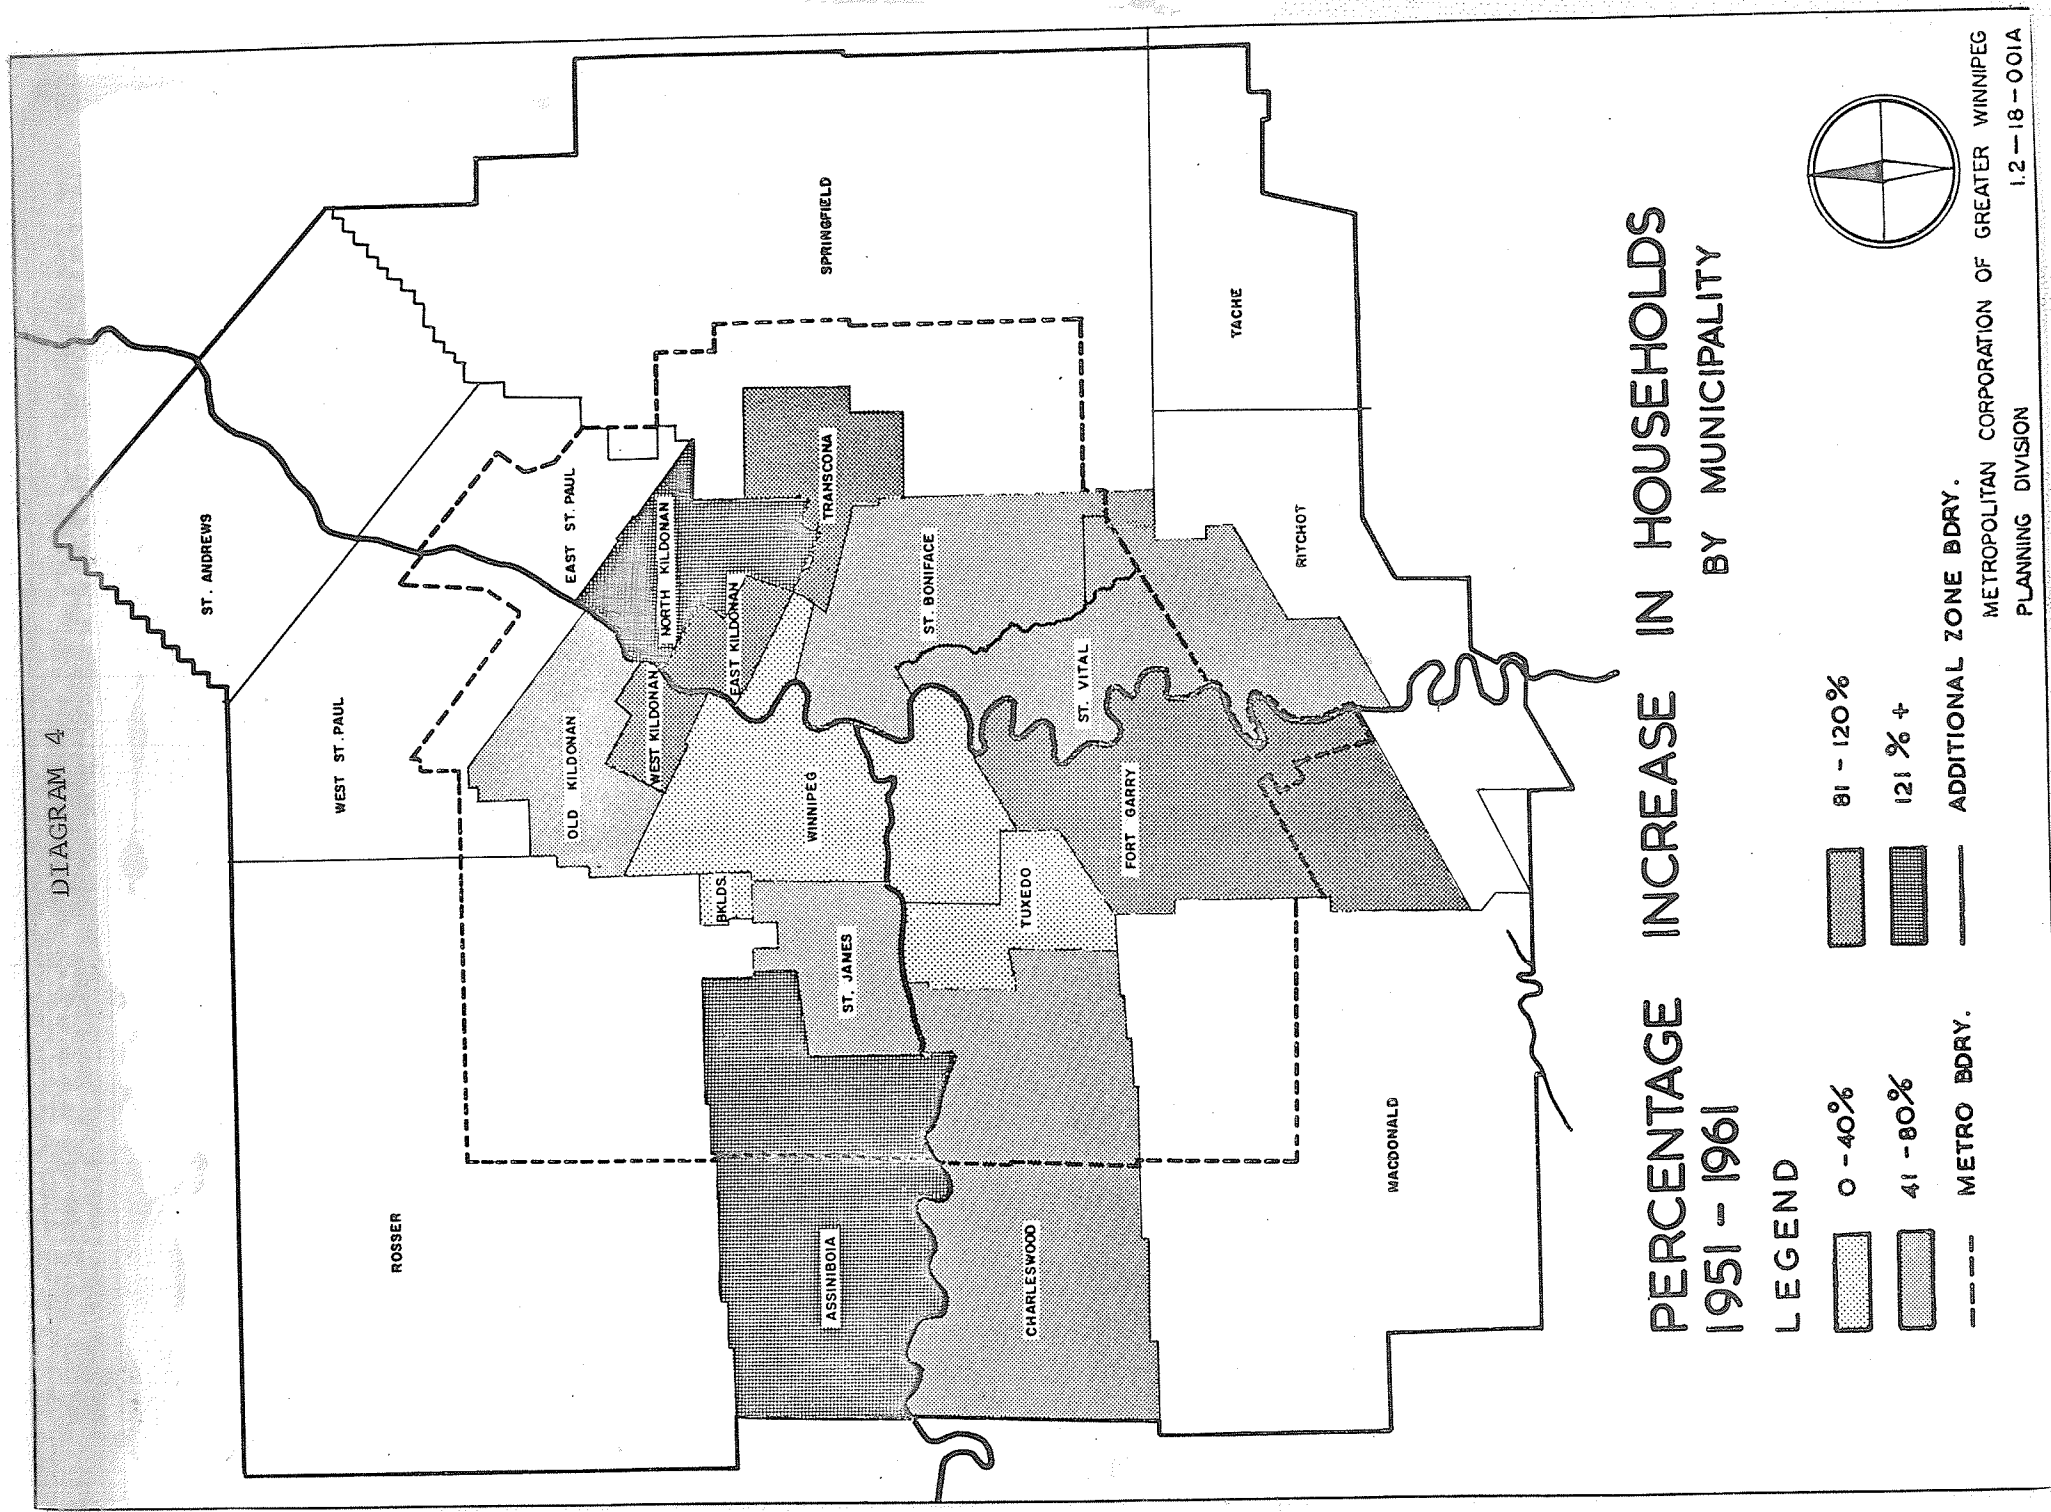 DIAGRAM 4
ST. ANDREWS
WEST ST. PAUL
EAST ST. PAUL
SPRINGFIELD
ROSSER
OLD KILDONAN
NORTH KILDONAN
WEST KILDONAN
EAST KILDONAN
TRANSCONA
BKLDS.
WINNIPEG
ST. BONIFACE
ST. JAMES
ASSINIBOIA
TUXEDO
CHARLESWOOD
ST. VITAL
FORT GARRY
TACHE
RITCHOT
MACDONALD
PERCENTAGE INCREASE IN HOUSEHOLDS
1951-1961 BY MUNICIPALITY
LEGEND
0-40% 81-120%
41-80% 121%+
METRO BDRY. ADDITIONAL ZONE BDRY.
METROPOLITAN CORPORATION OF GREATER WINNIPEG
PLANNING DIVISION 1.2-18-001A